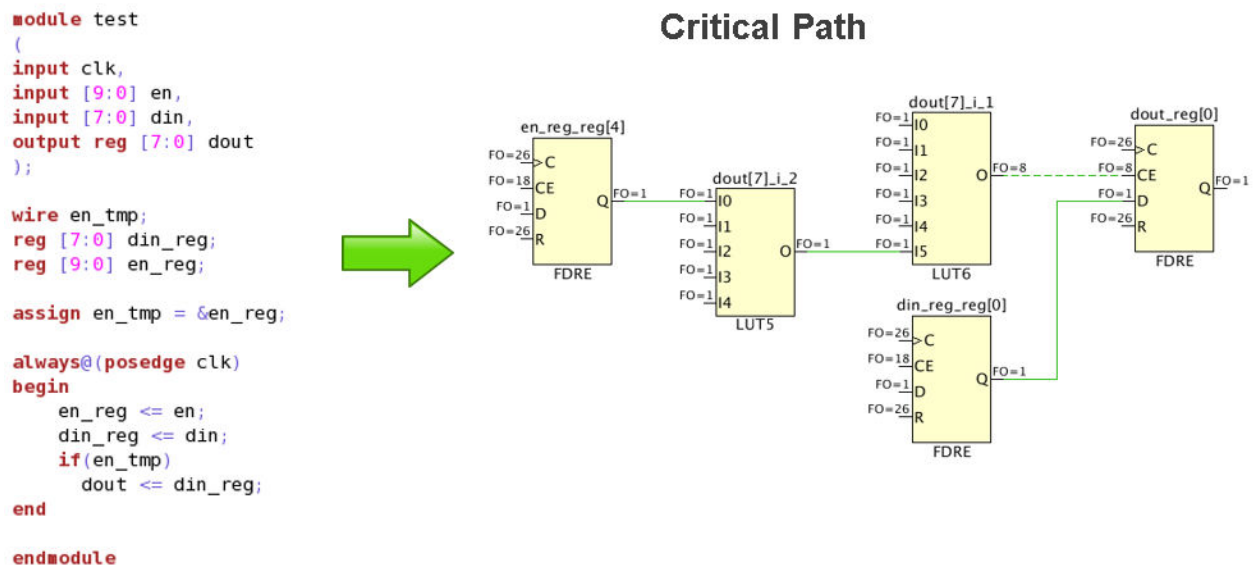 module test
(
input clk,
input [9:0] en,
input [7:0] din,
output reg [7:0] dout
);
wire en_tmp;
reg [7:0] din_reg;
reg [9:0] en_reg;
assign en_tmp = &en_reg;
always@(posedge clk)
begin
en_reg <= en;
din_reg <= din;
if(en_tmp)
dout <= din_reg;
end
endmodule
Critical Path
en_reg_reg[4]
FO=26 C
FO=18 CE
FO=1 D
FO=26 R
Q FO=1
FDRE
dout[7]_i_2
FO=1 I0
FO=1 I1
FO=1 I2
FO=1 I3
FO=1 I4
O FO=1
LUT5
dout[7]_i_1
FO=1 I0
FO=1 I1
FO=1 I2
FO=1 I3
FO=1 I4
FO=1 I5
O FO=8
LUT6
din_reg_reg[0]
FO=26 C
FO=18 CE
FO=1 D
FO=26 R
Q FO=1
FDRE
dout_reg[0]
FO=26 C
FO=8 CE
FO=1 D
FO=26 R
Q FO=1
FDRE